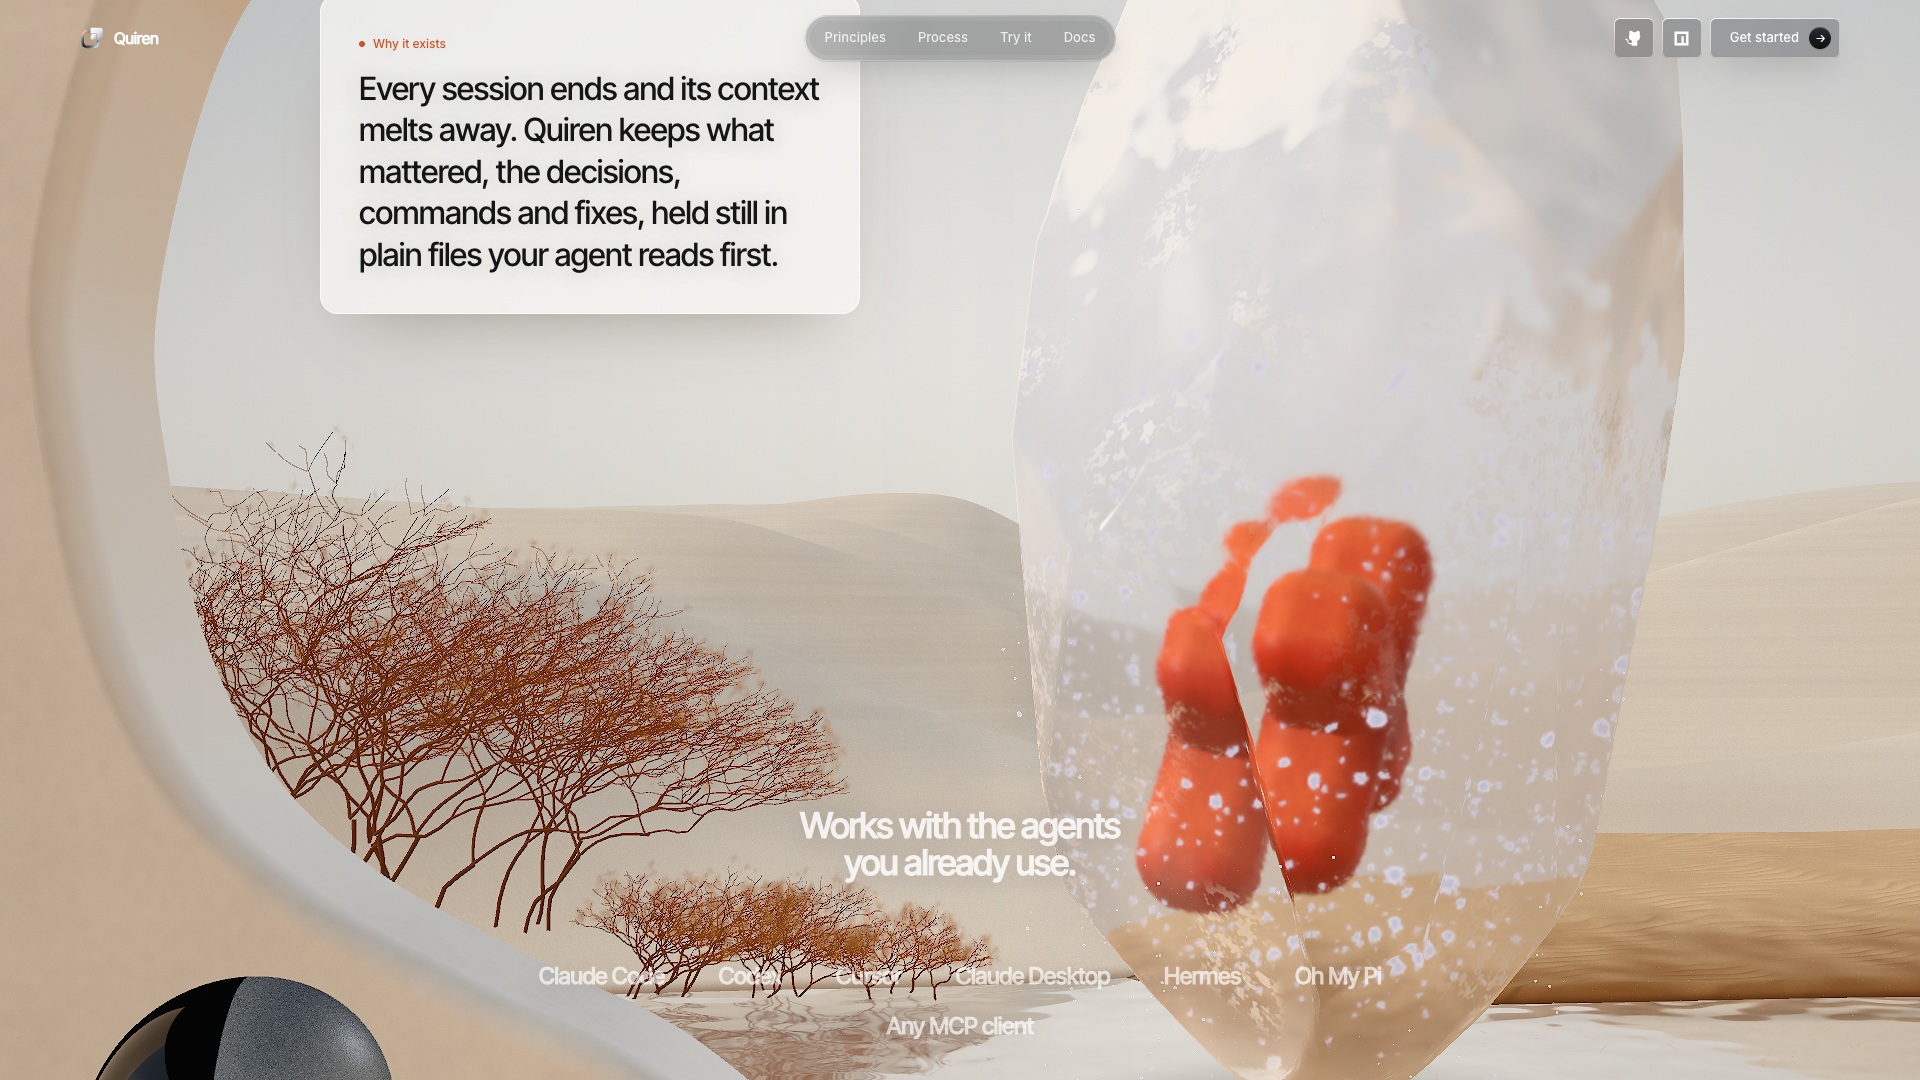 Quiren
Principles
Process
Try it
Docs
Get started
Why it exists
Every session ends and its context
melts away. Quiren keeps what
mattered, the decisions,
commands and fixes, held still in
plain files your agent reads first.
Works with the agents
you already use.
Claude Code
Codex
Cursor
Claude Desktop
Hermes
Oh My Pi
Any MCP client